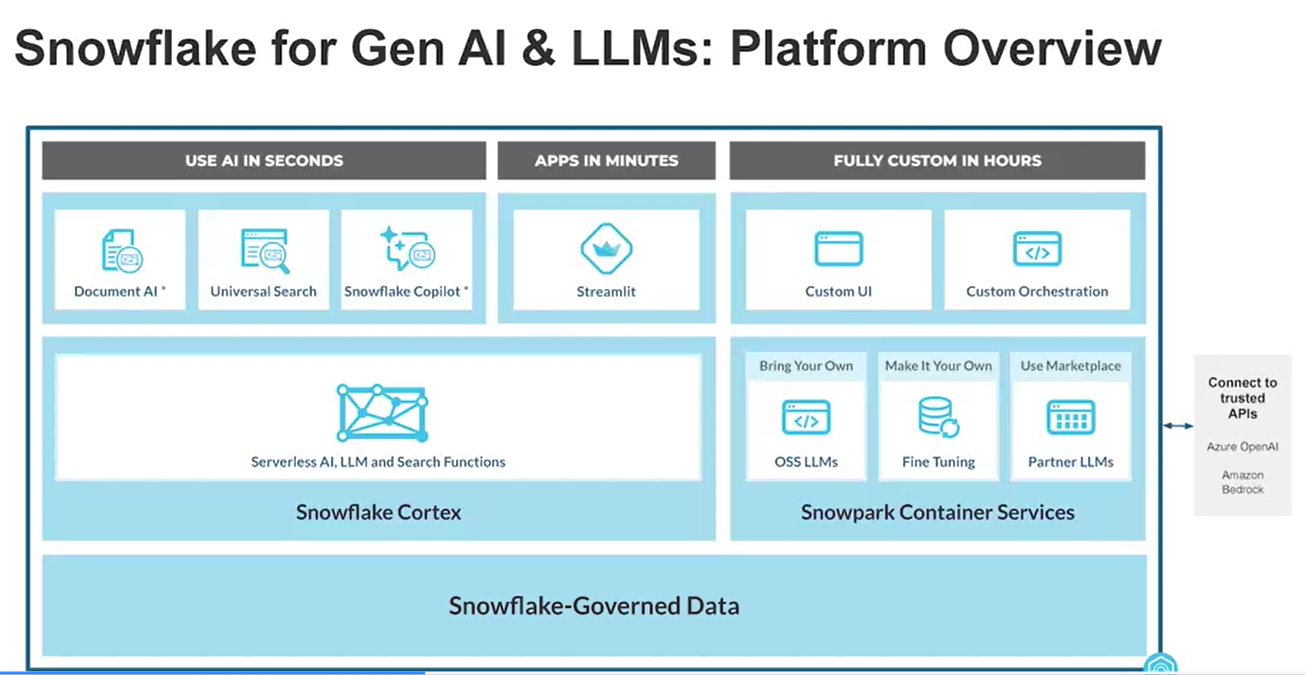 Snowflake for Gen AI & LLMs: Platform Overview
USE AI IN SECONDS
APPS IN MINUTES
FULLY CUSTOM IN HOURS
Document AI *
Universal Search
Snowflake Copilot *
Streamlit
Custom UI
Custom Orchestration
Serverless AI, LLM and Search Functions
Snowflake Cortex
Bring Your Own
OSS LLMs
Make It Your Own
Fine Tuning
Use Marketplace
Partner LLMs
Snowpark Container Services
Connect to
trusted
APIs
Azure OpenAI
Amazon
Bedrock
Snowflake-Governed Data